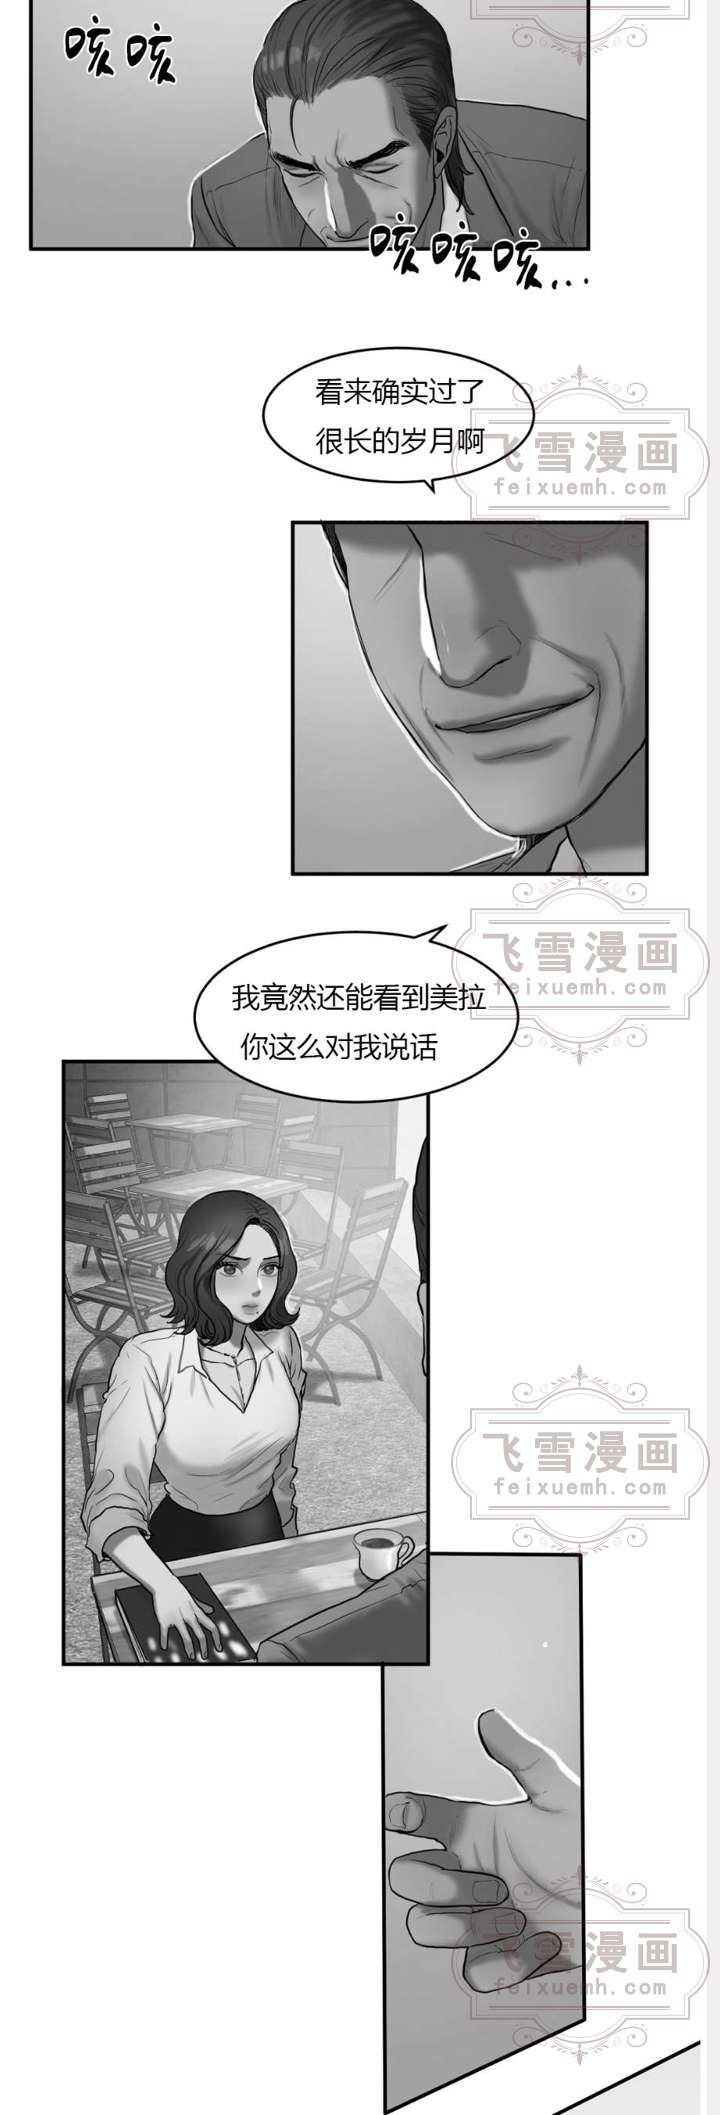 咳咳
咳咳咳...
看来确实过了
很长的岁月啊
飞雪漫画
feixuemh.com
飞雪漫画
feixuemh.com
我竟然还能看到美拉
你这么对我说话
飞雪漫画
feixuemh.com
飞雪漫画
feixuemh.com